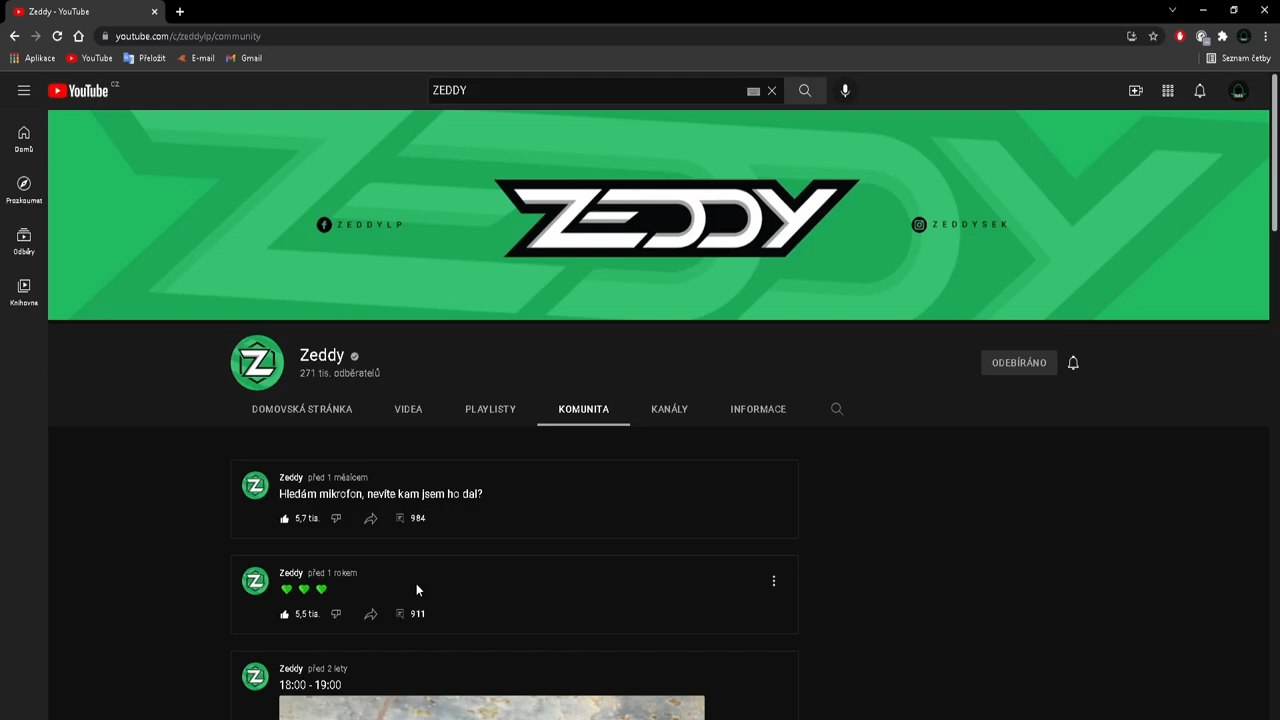 Zeddy - YouTube
youtube.com/c/zeddylp/community
Aplikace YouTube Přeložit E-mail Gmail Seznam četby
YouTube CZ
ZEDDY
Domů
Prozkoumat
Odběry
Knihovna
ZEDDYLP
ZEDDY
ZEDDYSEK
Zeddy
271 tis. odběratelů
ODEBÍRÁNO
DOMOVSKÁ STRÁNKA VIDEA PLAYLISTY KOMUNITA KANÁLY INFORMACE
Zeddy před 1 měsícem
Hledám mikrofon, nevíte kam jsem ho dal?
5,7 tis. 984
Zeddy před 1 rokem
💚 💚 💚
5,5 tis. 911
Zeddy před 2 lety
18:00 - 19:00